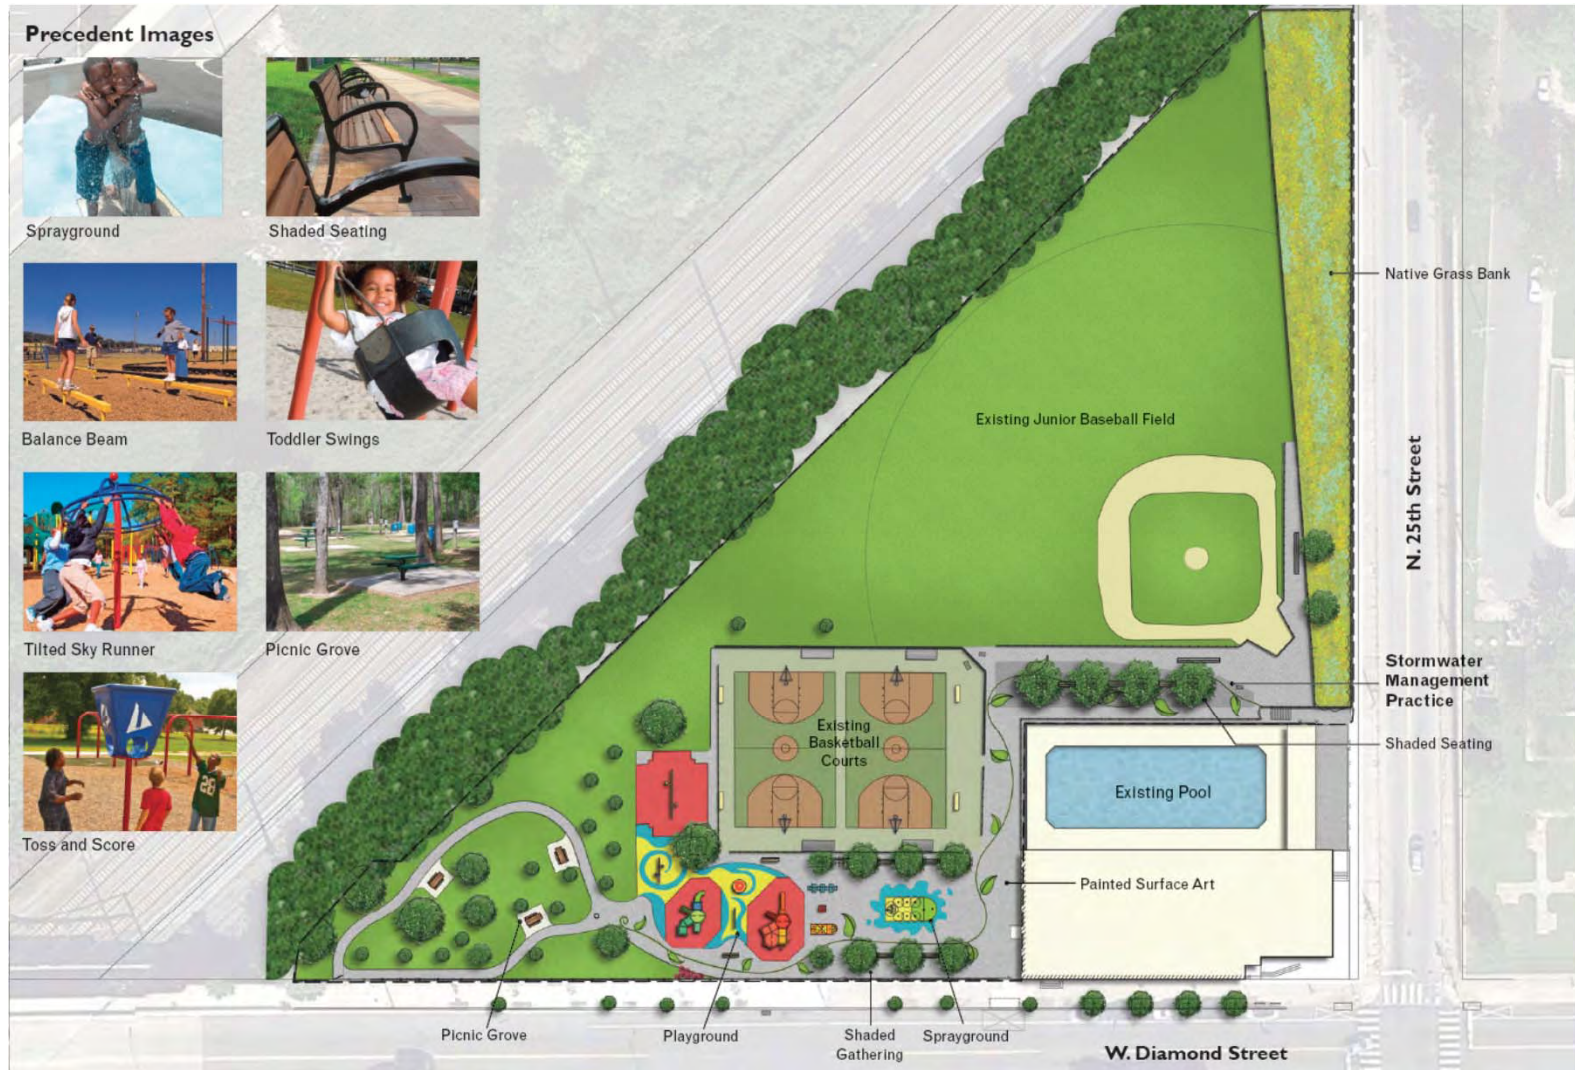 Precedent Images
Sprayground
Shaded Seating
Balance Beam
Toddler Swings
Tilted Sky Runner
Picnic Grove
28
Toss and Score
Native Grass Bank
Existing Junior Baseball Field
N. 25th Street
Stormwater
Management
Practice
Shaded Seating
Existing
Basketball
Courts
Existing Pool
Painted Surface Art
Picnic Grove
Playground
Shaded
Gathering
Sprayground
W. Diamond Street